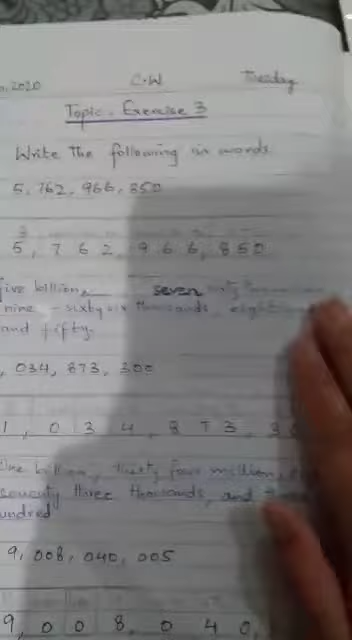 2020 C.W Tuesday
Topic. Exercise 3
Write the following in words
5, 762, 966, 850
5, 7 6 2, 9 6 6, 8 5 0
five billion, seven
nine - sixty six thousands, eight
and fifty.
, 034, 873, 300
1, 0 3 4, 8 7 3, 3
One billion, thirty four million,
seventy three thousands, and
hundred
9, 008, 040, 005
9, 0 0 8, 0 4 0,